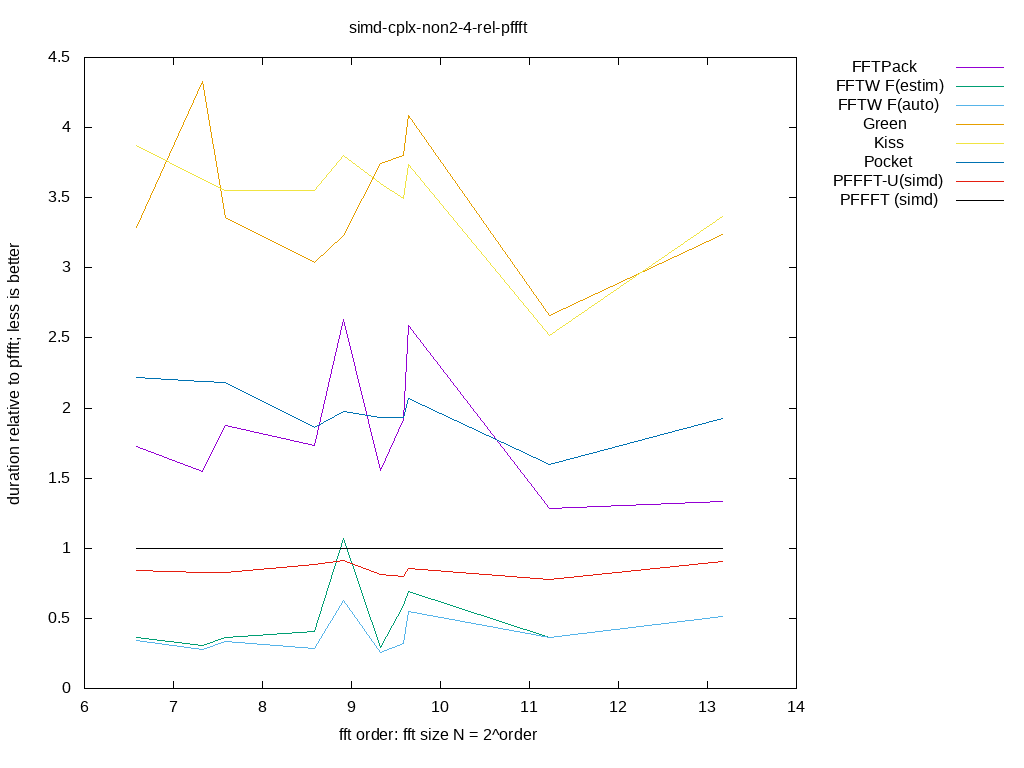 simd-cplx-non2-4-rel-pffft
4.5
4
3.5
3
2.5
2
1.5
1
0.5
0
6 7 8 9 10 11 12 13 14
duration relative to pffft; less is better
fft order: fft size N = 2^order
FFTPack
FFTW F(estim)
FFTW F(auto)
Green
Kiss
Pocket
PFFFT-U(simd)
PFFFT (simd)